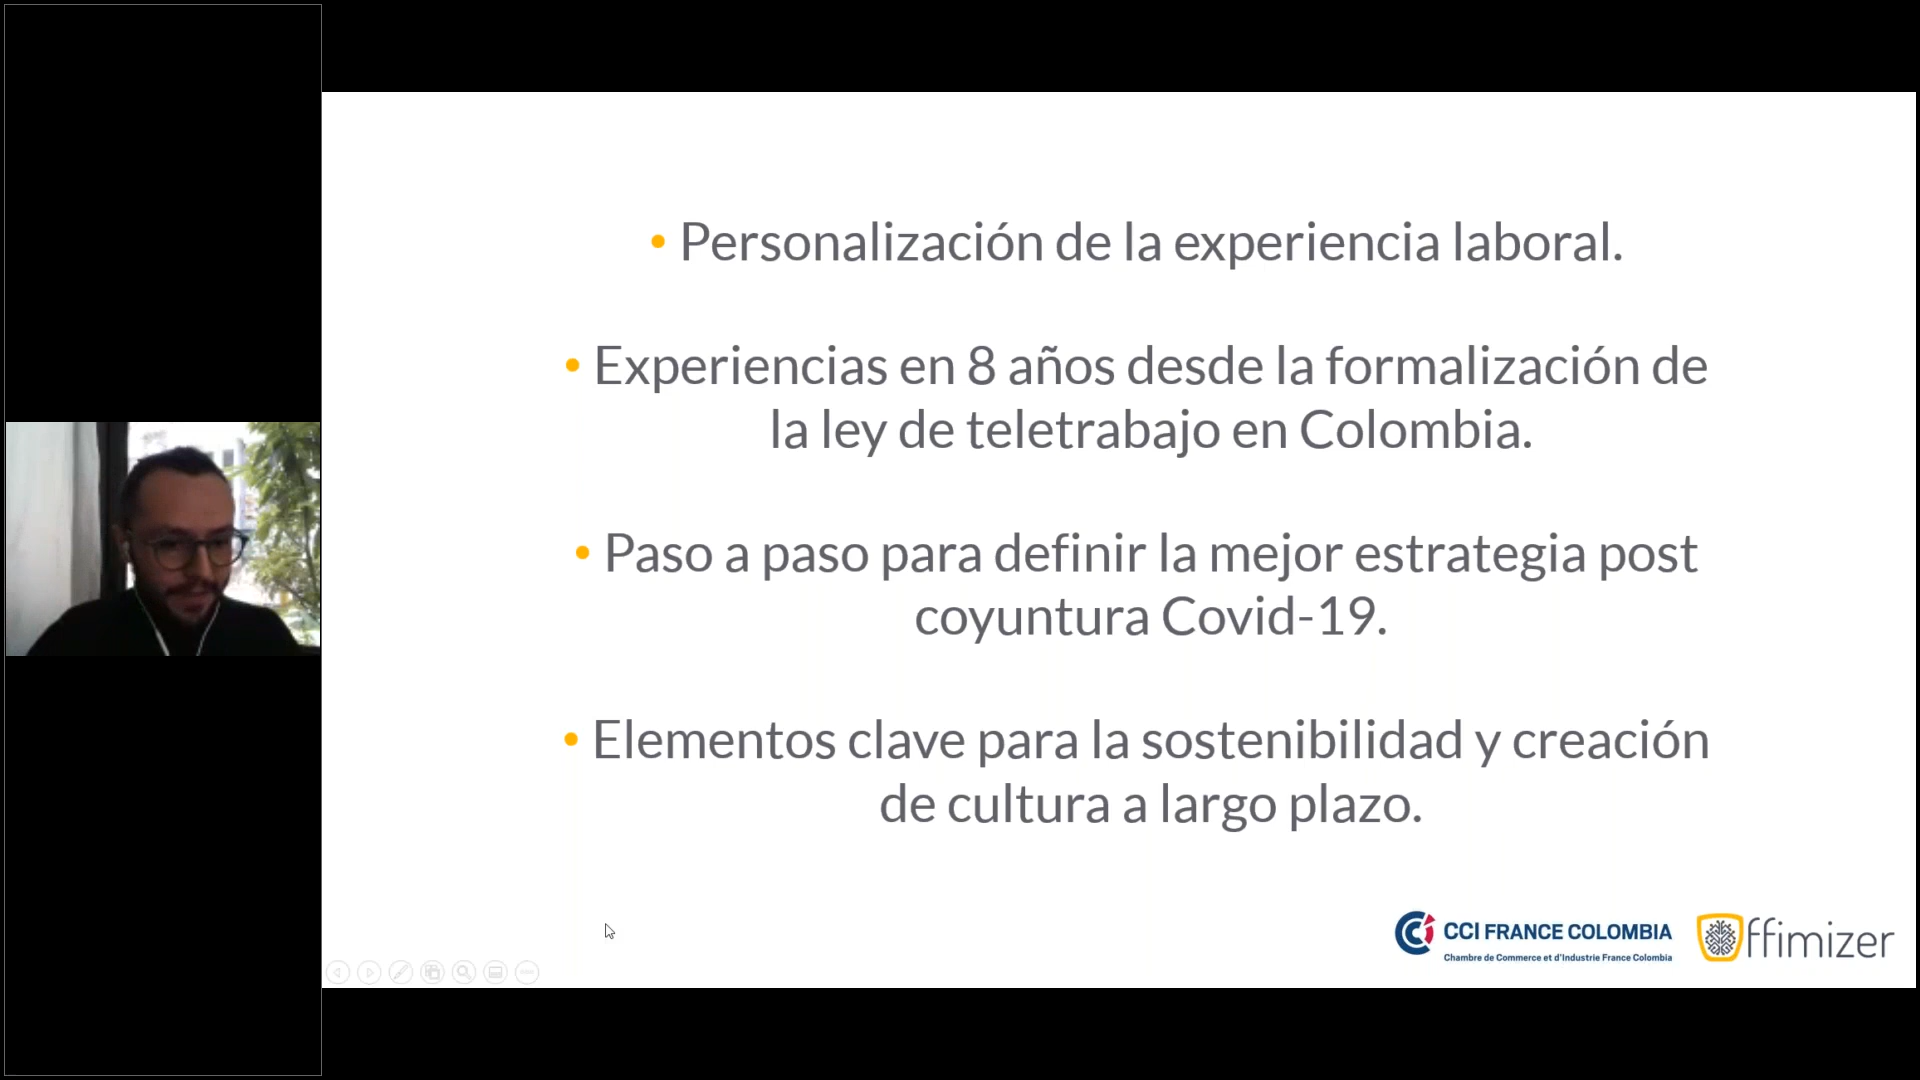 • Personalización de la experiencia laboral.
• Experiencias en 8 años desde la formalización de
la ley de teletrabajo en Colombia.
• Paso a paso para definir la mejor estrategia post
coyuntura Covid-19.
• Elementos clave para la sostenibilidad y creación
de cultura a largo plazo.
CCI FRANCE COLOMBIA
Chambre de Commerce et d'Industrie France Colombia
ffimizer